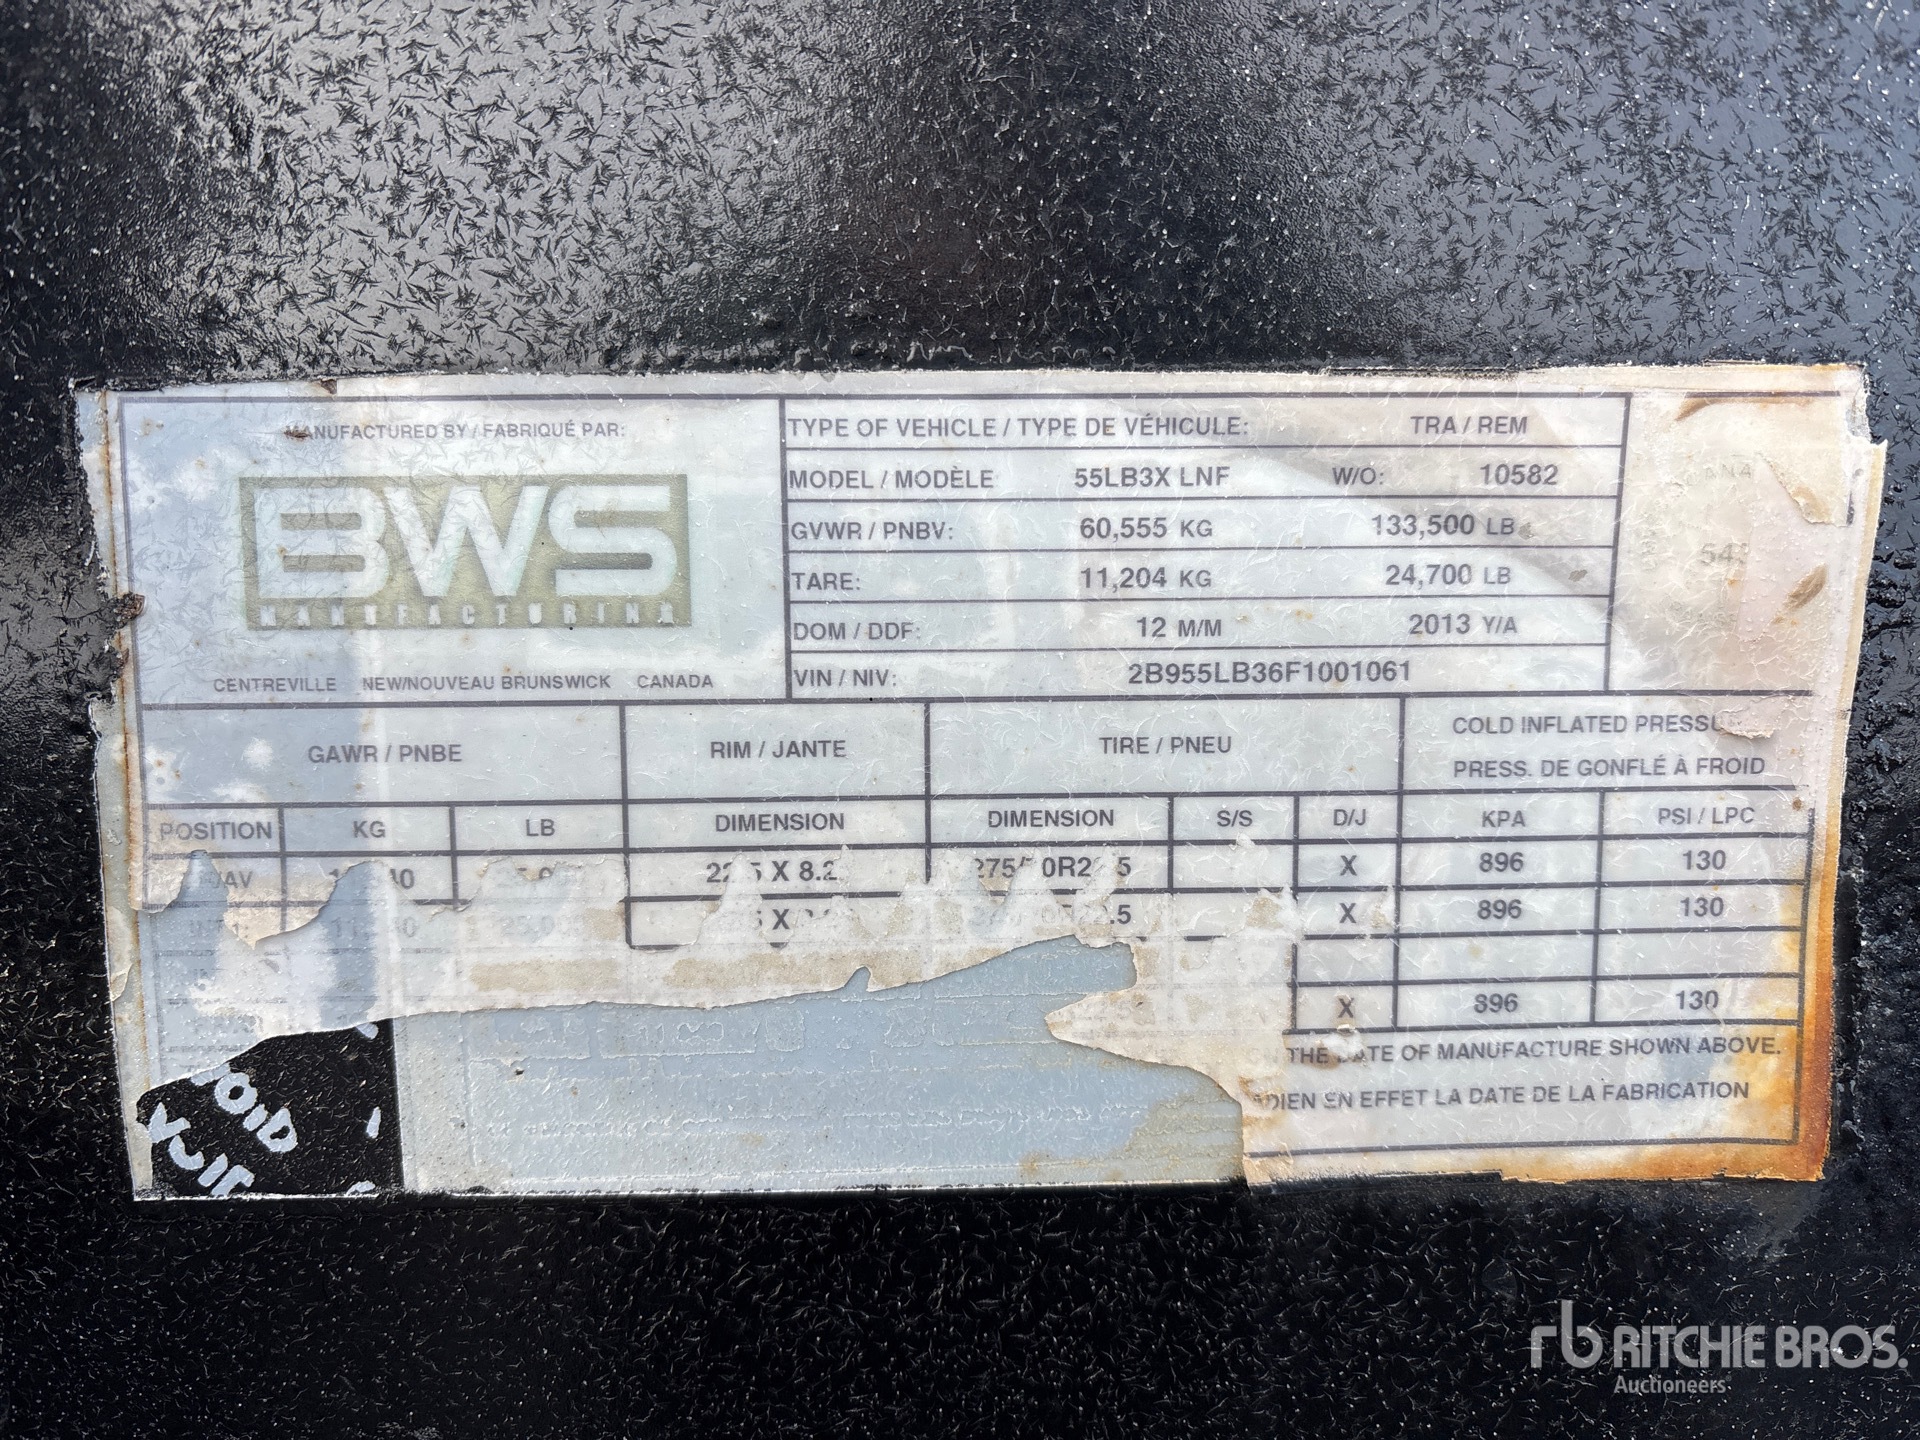 MANUFACTURED BY / FABRIQUÉ PAR:
BWS
MANUFACTURING
CENTREVILLE NEW/NOUVEAU BRUNSWICK CANADA
TYPE OF VEHICLE / TYPE DE VÉHICULE: TRA / REM
MODEL / MODÈLE 55LB3X LNF W/O: 10582
GVWR / PNBV: 60,555 KG 133,500 LB
TARE: 11,204 KG 24,700 LB
DOM / DDF: 12 M/M 2013 Y/A
VIN / NIV: 2B955LB36F1001061
GAWR / PNBE RIM / JANTE TIRE / PNEU
COLD INFLATED
PRESS. DE GONFLÉ À FROID
POSITION KG LB DIMENSION DIMENSION S/S D/J KPA PSI / LPC
X 896 130
X 896 130
X 896 130
THE DATE OF MANUFACTURE SHOWN ABOVE.
EN EFFET LA DATE DE LA FABRICATION
VOID
rb RITCHIE BROS.
Auctioneers